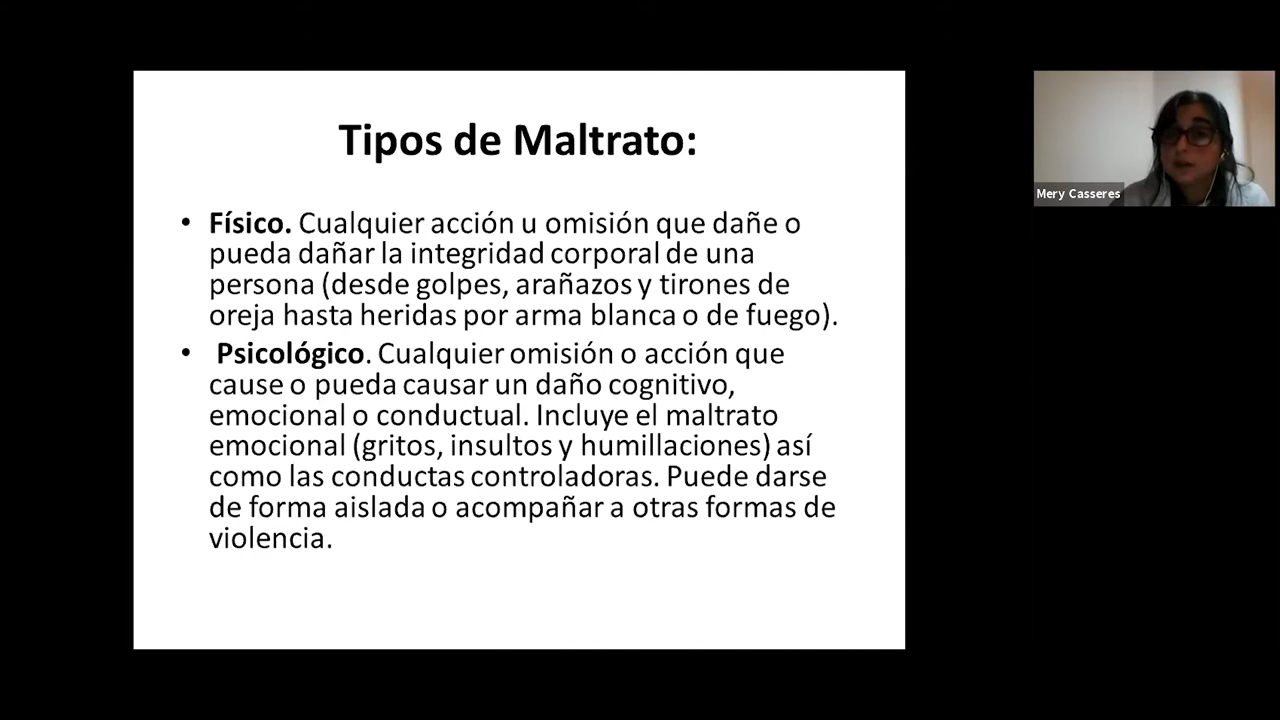 Tipos de Maltrato:
• Físico. Cualquier acción u omisión que dañe o
pueda dañar la integridad corporal de una
persona (desde golpes, arañazos y tirones de
oreja hasta heridas por arma blanca o de fuego).
• Psicológico. Cualquier omisión o acción que
cause o pueda causar un daño cognitivo,
emocional o conductual. Incluye el maltrato
emocional (gritos, insultos y humillaciones) así
como las conductas controladoras. Puede darse
de forma aislada o acompañar a otras formas de
violencia.
Mery Casseres